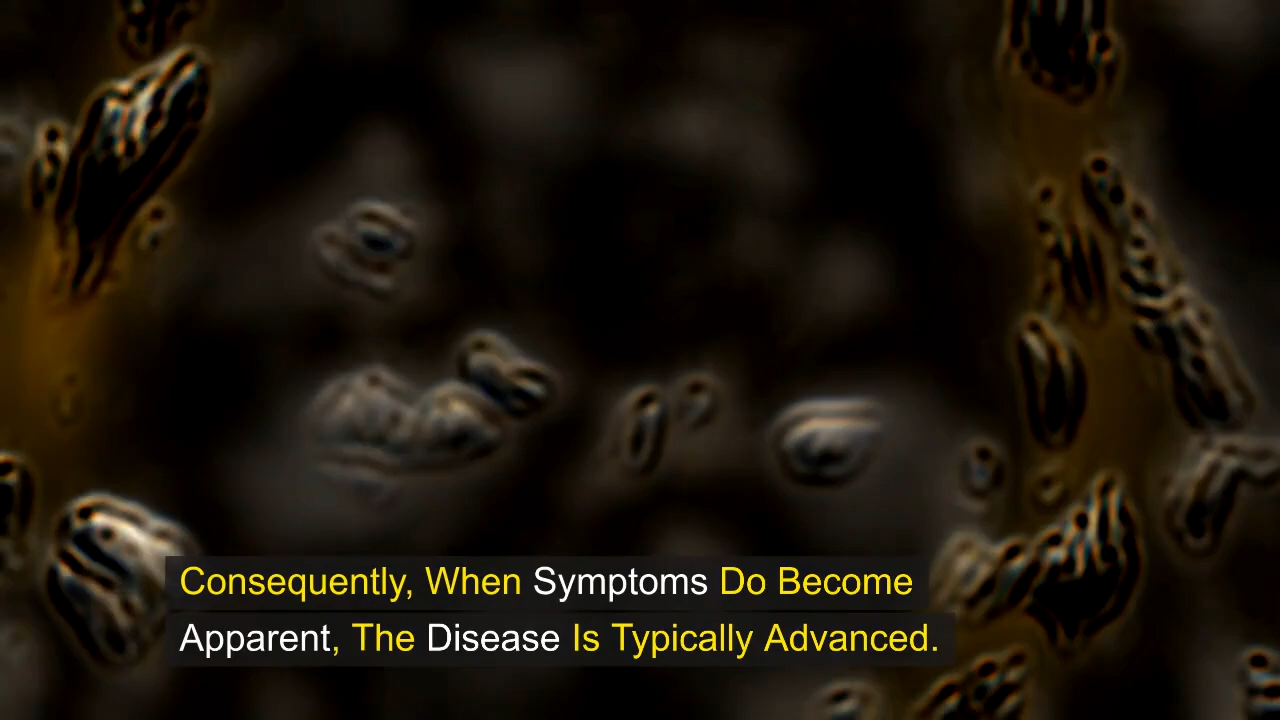 Consequently, When Symptoms Do Become
Apparent, The Disease Is Typically Advanced.